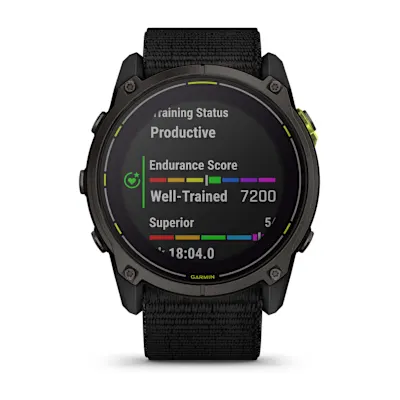 Training Status
Productive
Endurance Score
Well-Trained 7200
Superior
18:04.0
GARMIN